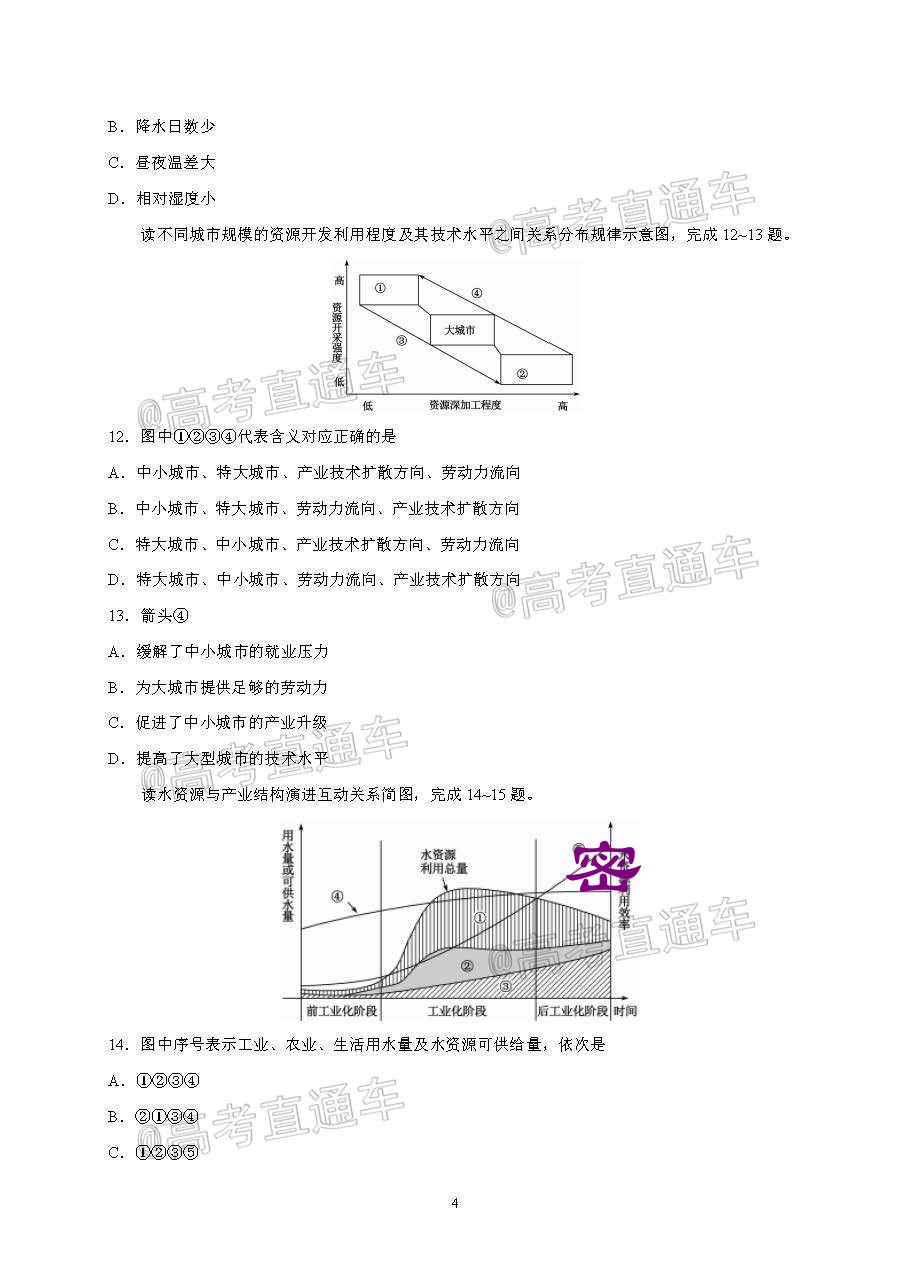 B．降水日数少
C．昼夜温差大
D．相对湿度小
读不同城市规模的资源开发利用程度及其技术水平之间关系分布规律示意图，完成12~13题。
高
①
④
资源开采强度
大城市
③
②
低
低
资源深加工程度
高
12．图中①②③④代表含义对应正确的是
A．中小城市、特大城市、产业技术扩散方向、劳动力流向
B．中小城市、特大城市、劳动力流向、产业技术扩散方向
C．特大城市、中小城市、产业技术扩散方向、劳动力流向
D．特大城市、中小城市、劳动力流向、产业技术扩散方向
13．箭头④
A．缓解了中小城市的就业压力
B．为大城市提供足够的劳动力
C．促进了中小城市的产业升级
D．提高了大型城市的技术水平
读水资源与产业结构演进互动关系简图，完成14~15题。
用水量或可供水量
水资源
利用总量
密
利用效率
④
①
②
③
前工业化阶段
工业化阶段
后工业化阶段
时间
14．图中序号表示工业、农业、生活用水量及水资源可供给量，依次是
A．①②③④
B．②①③④
C．①②③⑤
4
@高考直通车
@高考直通车
@高考直通车
@高考直通车
@高考直通车
@高考直通车